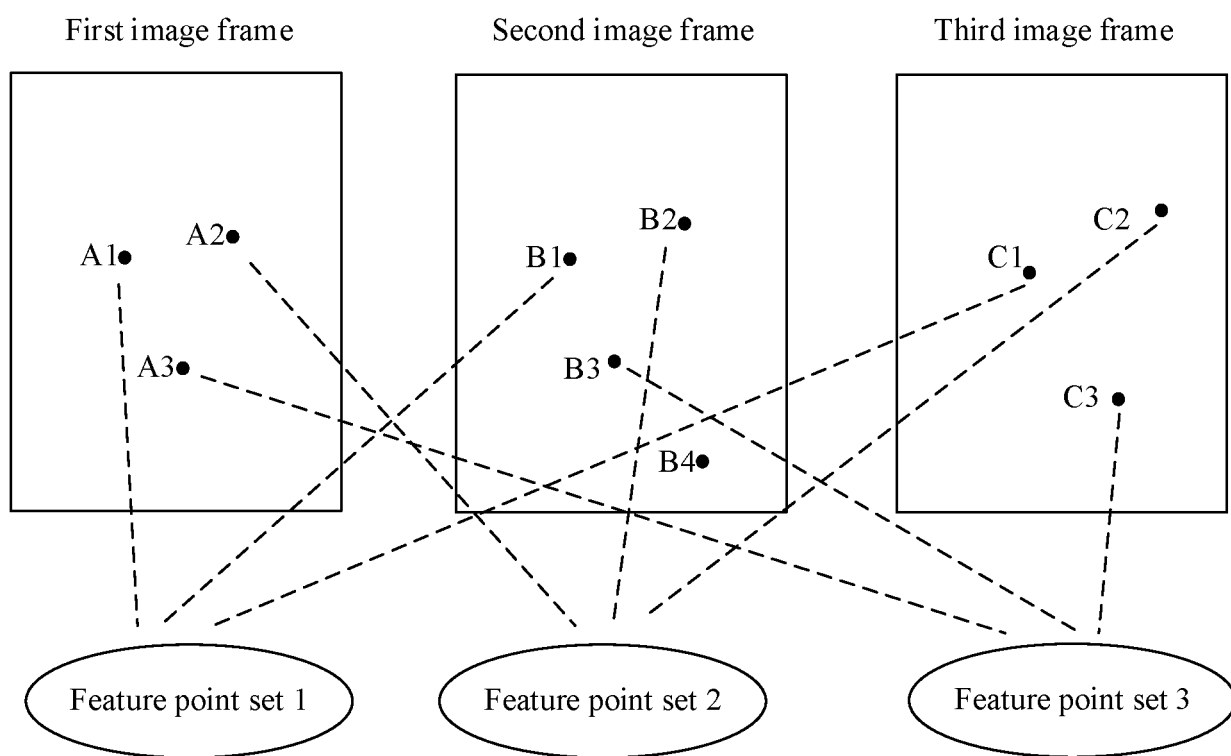 First image frame
Second image frame
Third image frame
A1
A2
A3
B1
B2
B3
B4
C1
C2
C3
Feature point set 1
Feature point set 2
Feature point set 3